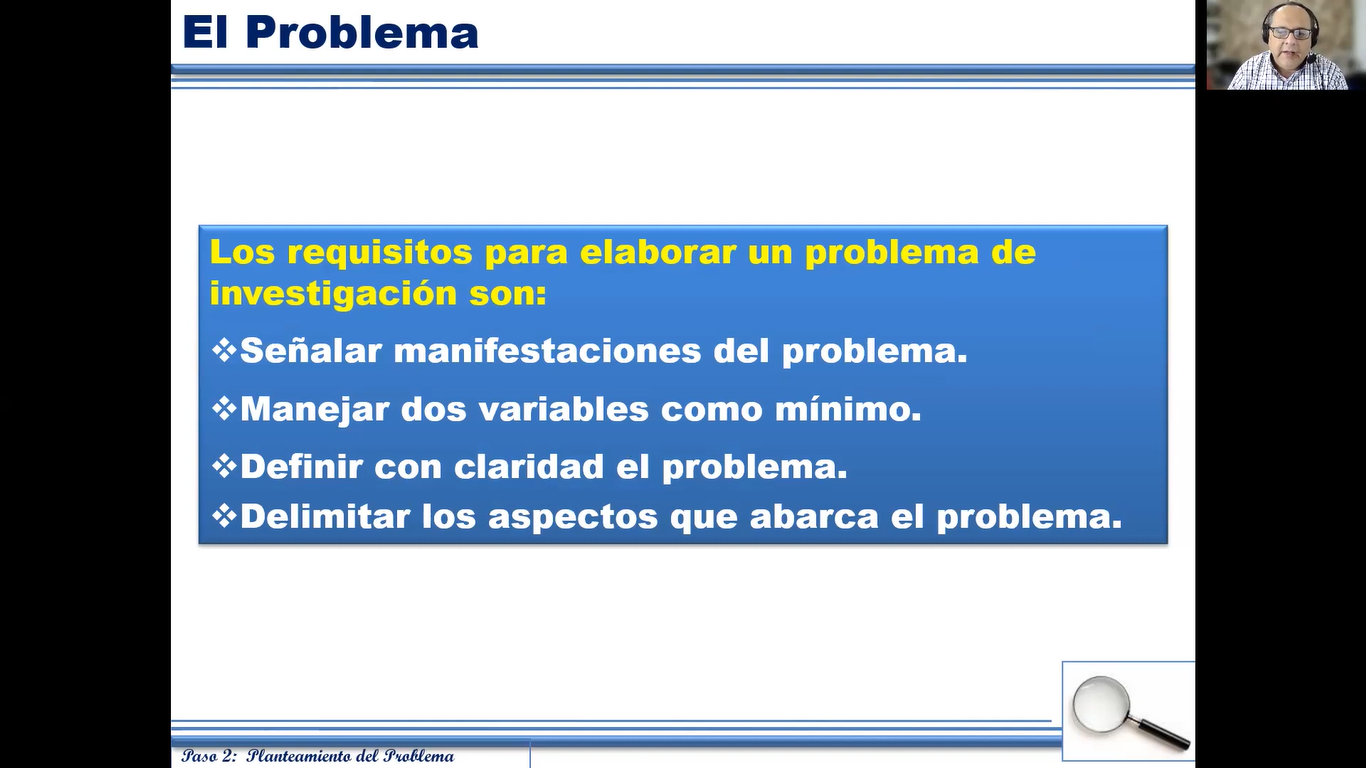 El Problema
Los requisitos para elaborar un problema de
investigación son:
❖Señalar manifestaciones del problema.
❖Manejar dos variables como mínimo.
❖Definir con claridad el problema.
❖Delimitar los aspectos que abarca el problema.
Paso 2: Planteamiento del Problema